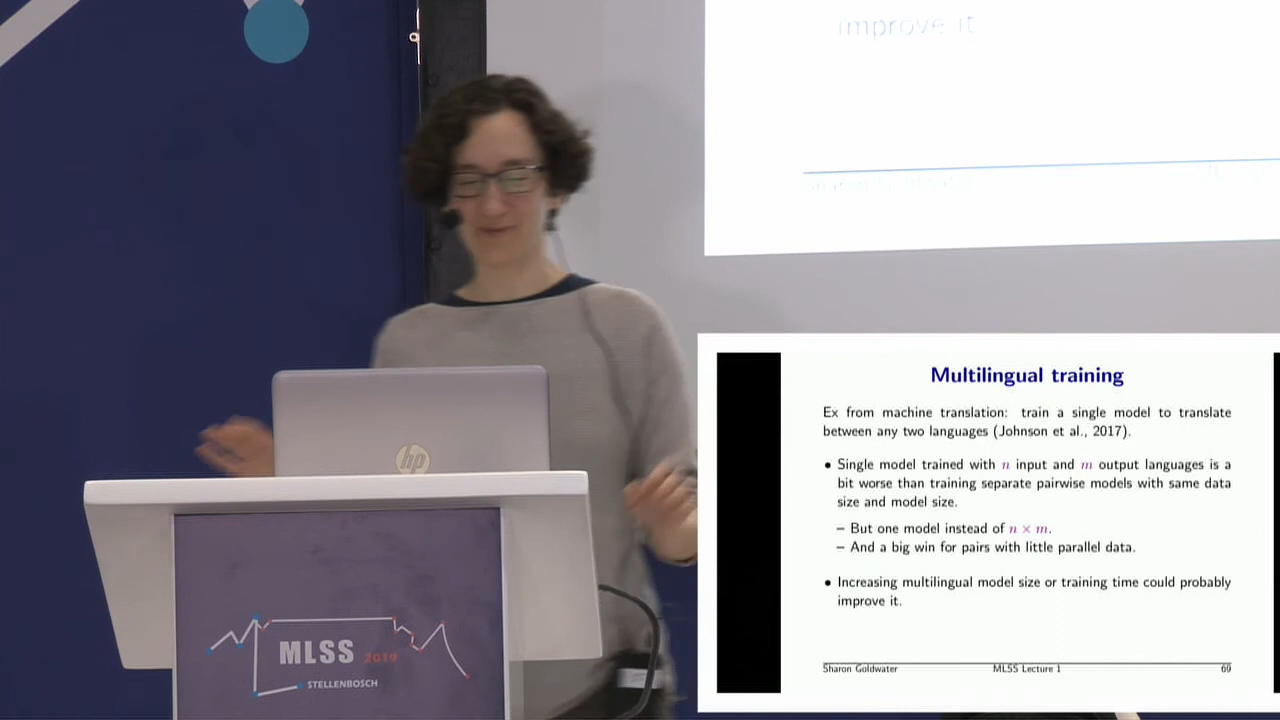 improve it
hp
MLSS 2019
STELLENBOSCH
Multilingual training
Ex from machine translation: train a single model to translate
between any two languages (Johnson et al., 2017).
• Single model trained with n input and m output languages is a
bit worse than training separate pairwise models with same data
size and model size.
– But one model instead of n × m.
– And a big win for pairs with little parallel data.
• Increasing multilingual model size or training time could probably
improve it.
Sharon Goldwater MLSS Lecture 1 69